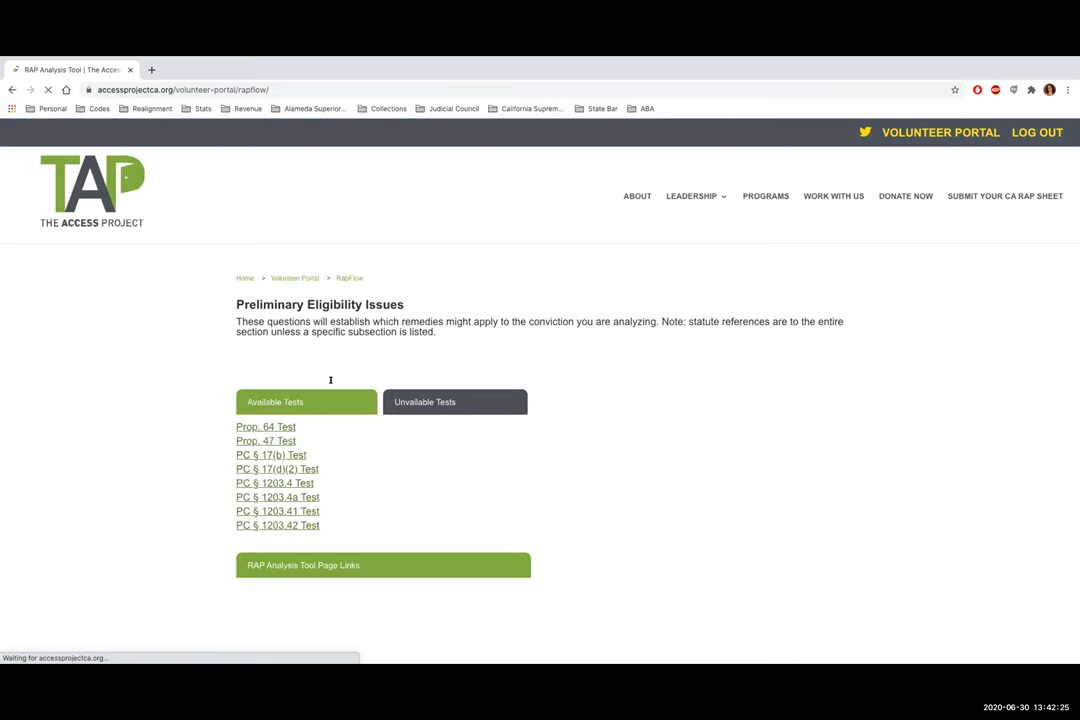 RAP Analysis Tool | The Acces
accessprojectca.org/volunteer-portal/rapflow/
Personal Codes Realignment Stats Revenue Alameda Superior... Collections Judicial Council California Suprem... State Bar ABA
VOLUNTEER PORTAL LOG OUT
TAP
THE ACCESS PROJECT
ABOUT LEADERSHIP PROGRAMS WORK WITH US DONATE NOW SUBMIT YOUR CA RAP SHEET
Home > Volunteer Portal > RapFlow
Preliminary Eligibility Issues
These questions will establish which remedies might apply to the conviction you are analyzing. Note: statute references are to the entire
section unless a specific subsection is listed.
Available Tests Unvailable Tests
Prop. 64 Test
Prop. 47 Test
PC § 17(b) Test
PC § 17(d)(2) Test
PC § 1203.4 Test
PC § 1203.4a Test
PC § 1203.41 Test
PC § 1203.42 Test
RAP Analysis Tool Page Links
Waiting for accessprojectca.org...
2020-06-30 13:42:25